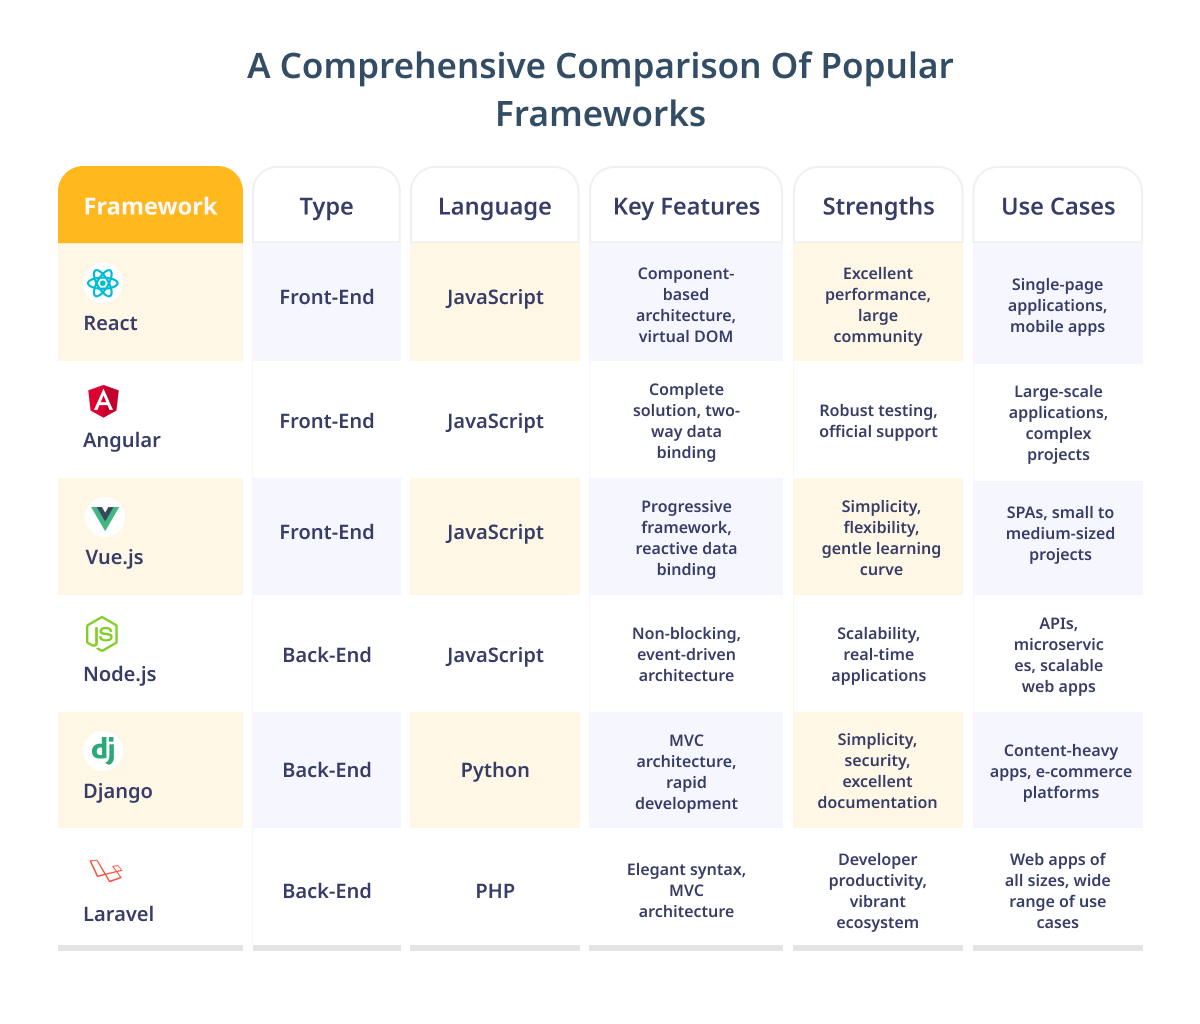 A Comprehensive Comparison Of Popular
Frameworks
Framework
Type
Language
Key Features
Strengths
Use Cases
React
Front-End
JavaScript
Component-
based
architecture,
virtual DOM
Excellent
performance,
large
community
Single-page
applications,
mobile apps
Angular
Front-End
JavaScript
Complete
solution, two-
way data
binding
Robust testing,
official support
Large-scale
applications,
complex
projects
Vue.js
Front-End
JavaScript
Progressive
framework,
reactive data
binding
Simplicity,
flexibility,
gentle learning
curve
SPAs, small to
medium-sized
projects
JS
Node.js
Back-End
JavaScript
Non-blocking,
event-driven
architecture
Scalability,
real-time
applications
APIs,
microservic
es, scalable
web apps
dj
Django
Back-End
Python
MVC
architecture,
rapid
development
Simplicity,
security,
excellent
documentation
Content-heavy
apps, e-commerce
platforms
Laravel
Back-End
PHP
Elegant syntax,
MVC
architecture
Developer
productivity,
vibrant
ecosystem
Web apps of
all sizes, wide
range of use
cases